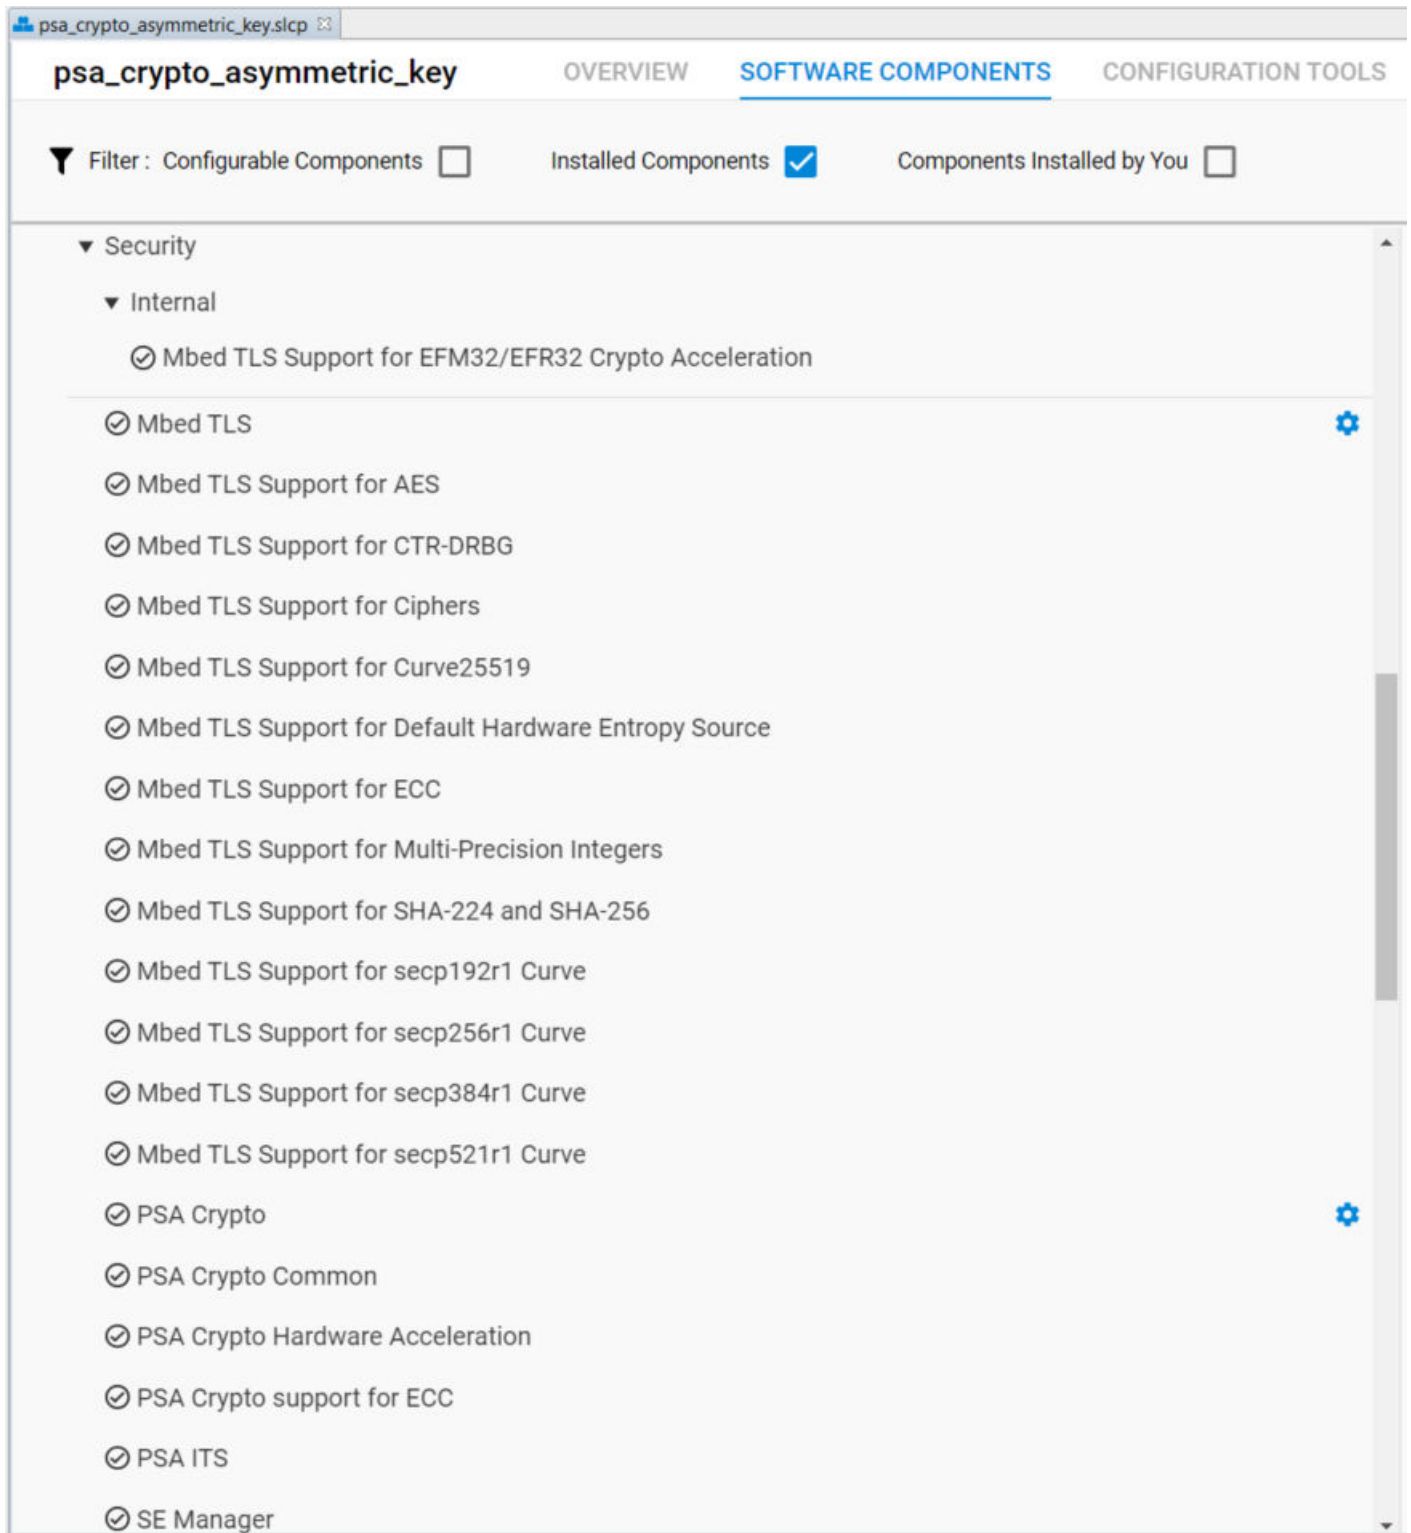 psa_crypto_asymmetric_key.slcp
psa_crypto_asymmetric_key OVERVIEW SOFTWARE COMPONENTS CONFIGURATION TOOLS
Filter : Configurable Components Installed Components Components Installed by You
Security
Internal
Mbed TLS Support for EFM32/EFR32 Crypto Acceleration
Mbed TLS
Mbed TLS Support for AES
Mbed TLS Support for CTR-DRBG
Mbed TLS Support for Ciphers
Mbed TLS Support for Curve25519
Mbed TLS Support for Default Hardware Entropy Source
Mbed TLS Support for ECC
Mbed TLS Support for Multi-Precision Integers
Mbed TLS Support for SHA-224 and SHA-256
Mbed TLS Support for secp192r1 Curve
Mbed TLS Support for secp256r1 Curve
Mbed TLS Support for secp384r1 Curve
Mbed TLS Support for secp521r1 Curve
PSA Crypto
PSA Crypto Common
PSA Crypto Hardware Acceleration
PSA Crypto support for ECC
PSA ITS
SE Manager